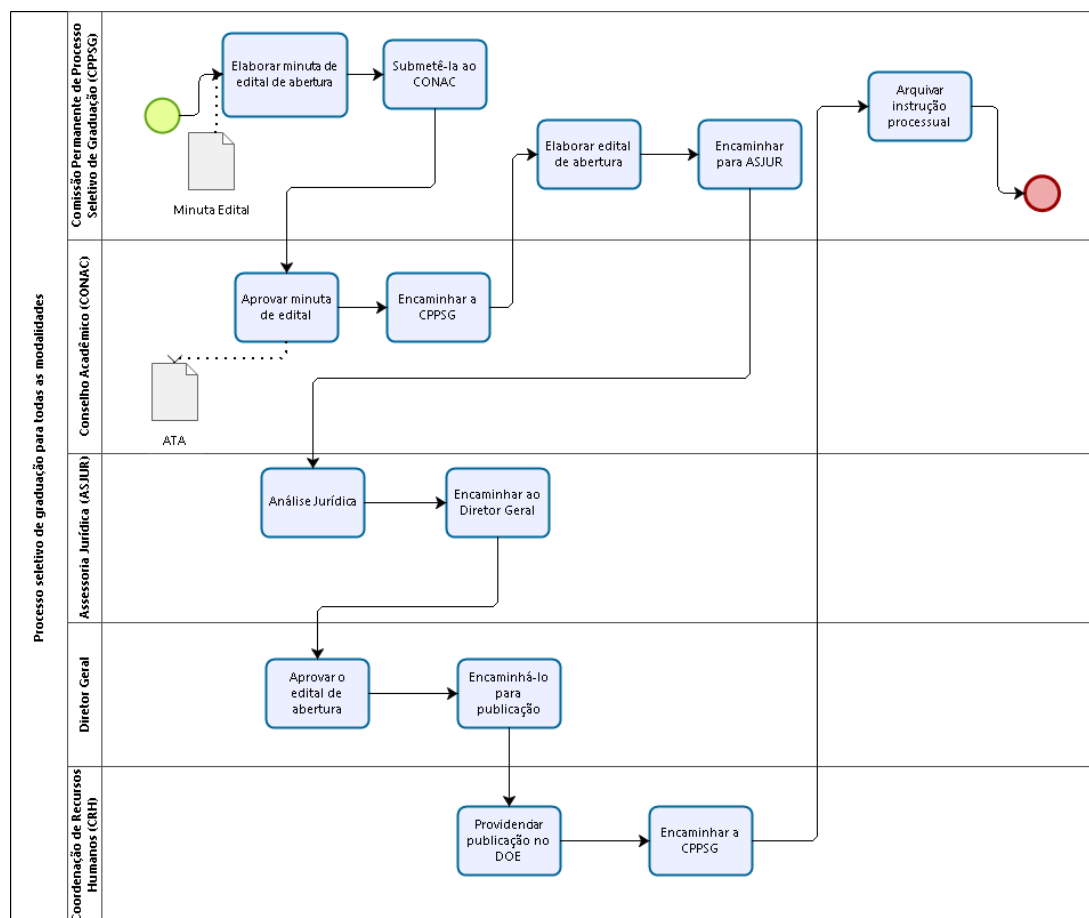 Processo seletivo de graduação para todas as modalidades
Comissão Permanente de Processo
Seletivo de Graduação (CPPSG)
Elaborar minuta de
edital de abertura
Submetê-la ao
CONAC
Minuta Edital
Elaborar edital
de abertura
Encaminhar
para ASJUR
Arquivar
instrução
processual
Conselho Acadêmico (CONAC)
Aprovar minuta
de edital
Encaminhar a
CPPSG
ATA
Assessoria Jurídica (ASJUR)
Análise Jurídica
Encaminhar ao
Diretor Geral
Diretor Geral
Aprovar o
edital de
abertura
Encaminhá-lo
para
publicação
Coordenação de Recursos
Humanos (CRH)
Providenciar
publicação no
DOE
Encaminhar a
CPPSG